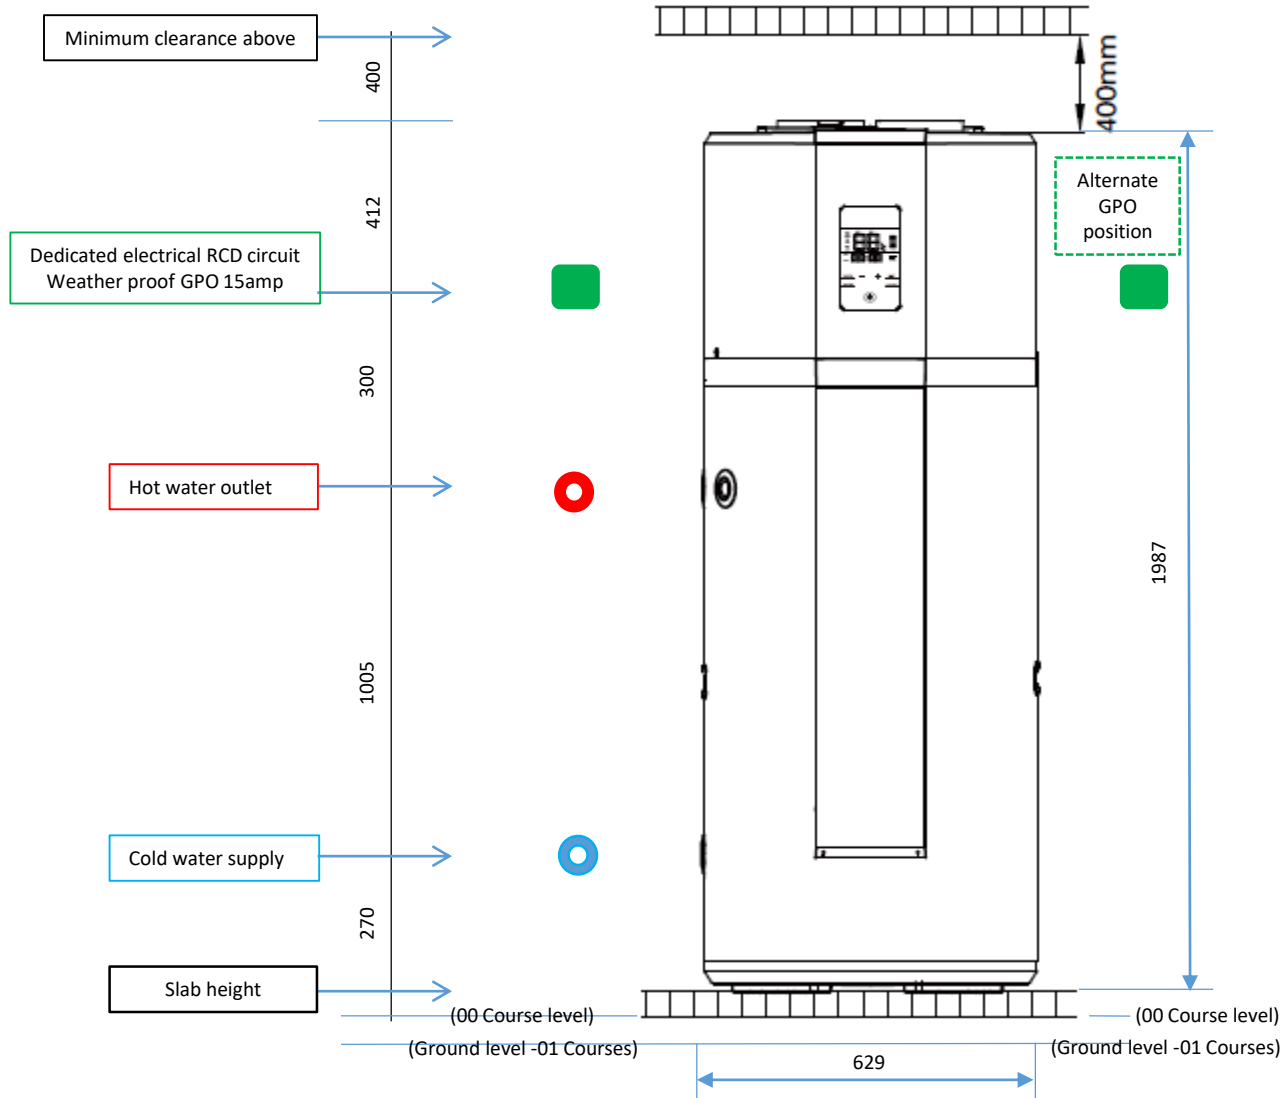 Minimum clearance above
400
400mm
412
Alternate
GPO
position
Dedicated electrical RCD circuit
Weather proof GPO 15amp
300
Hot water outlet
1987
1005
Cold water supply
270
Slab height
(00 Course level)
(00 Course level)
(Ground level -01 Courses)
(Ground level -01 Courses)
629